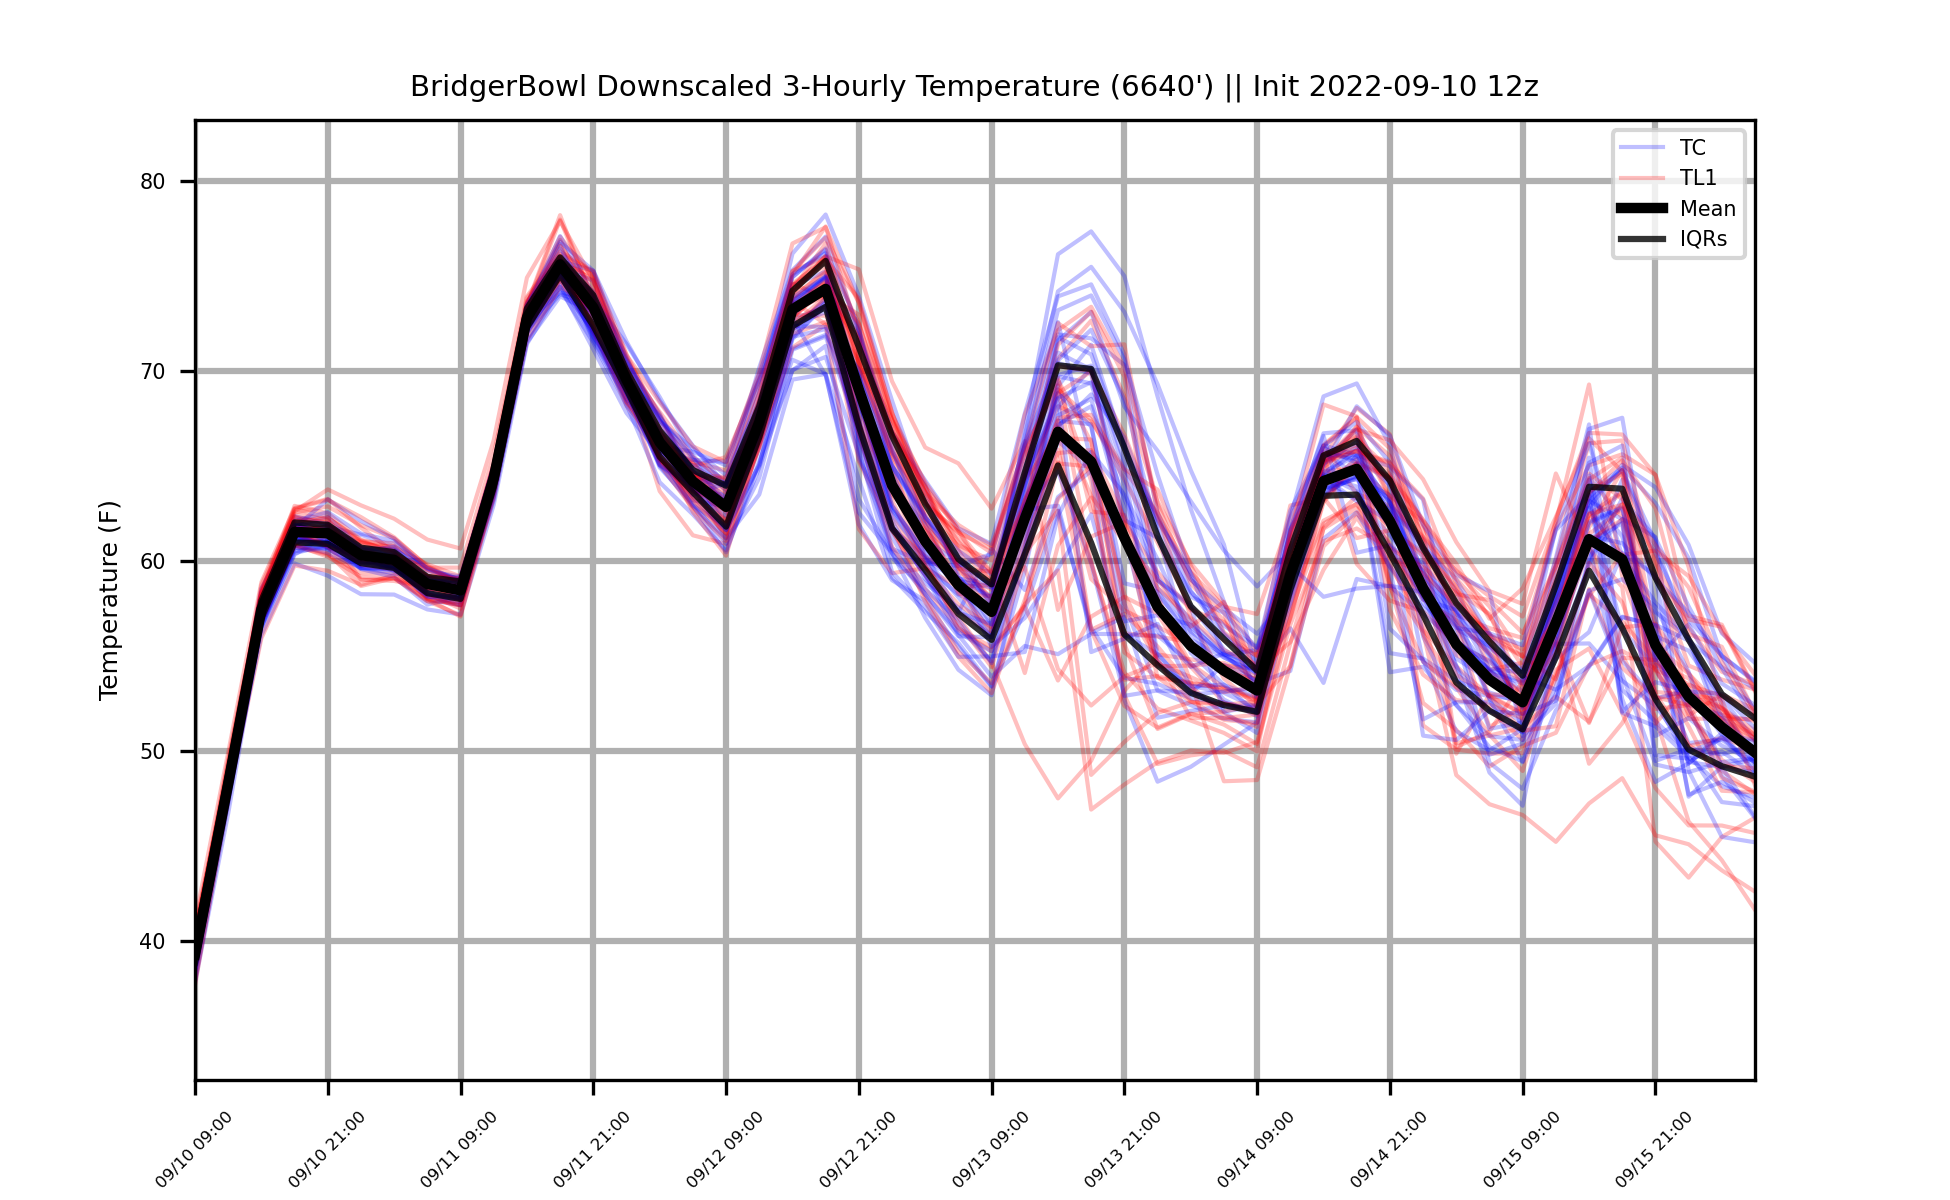 BridgerBowl Downscaled 3-Hourly Temperature (6640') || Init 2022-09-10 12z
TC
TL1
Mean
IQRs
Temperature (F)
80
70
60
50
40
09/10 09:00
09/10 21:00
09/11 09:00
09/11 21:00
09/12 09:00
09/12 21:00
09/13 09:00
09/13 21:00
09/14 09:00
09/14 21:00
09/15 09:00
09/15 21:00